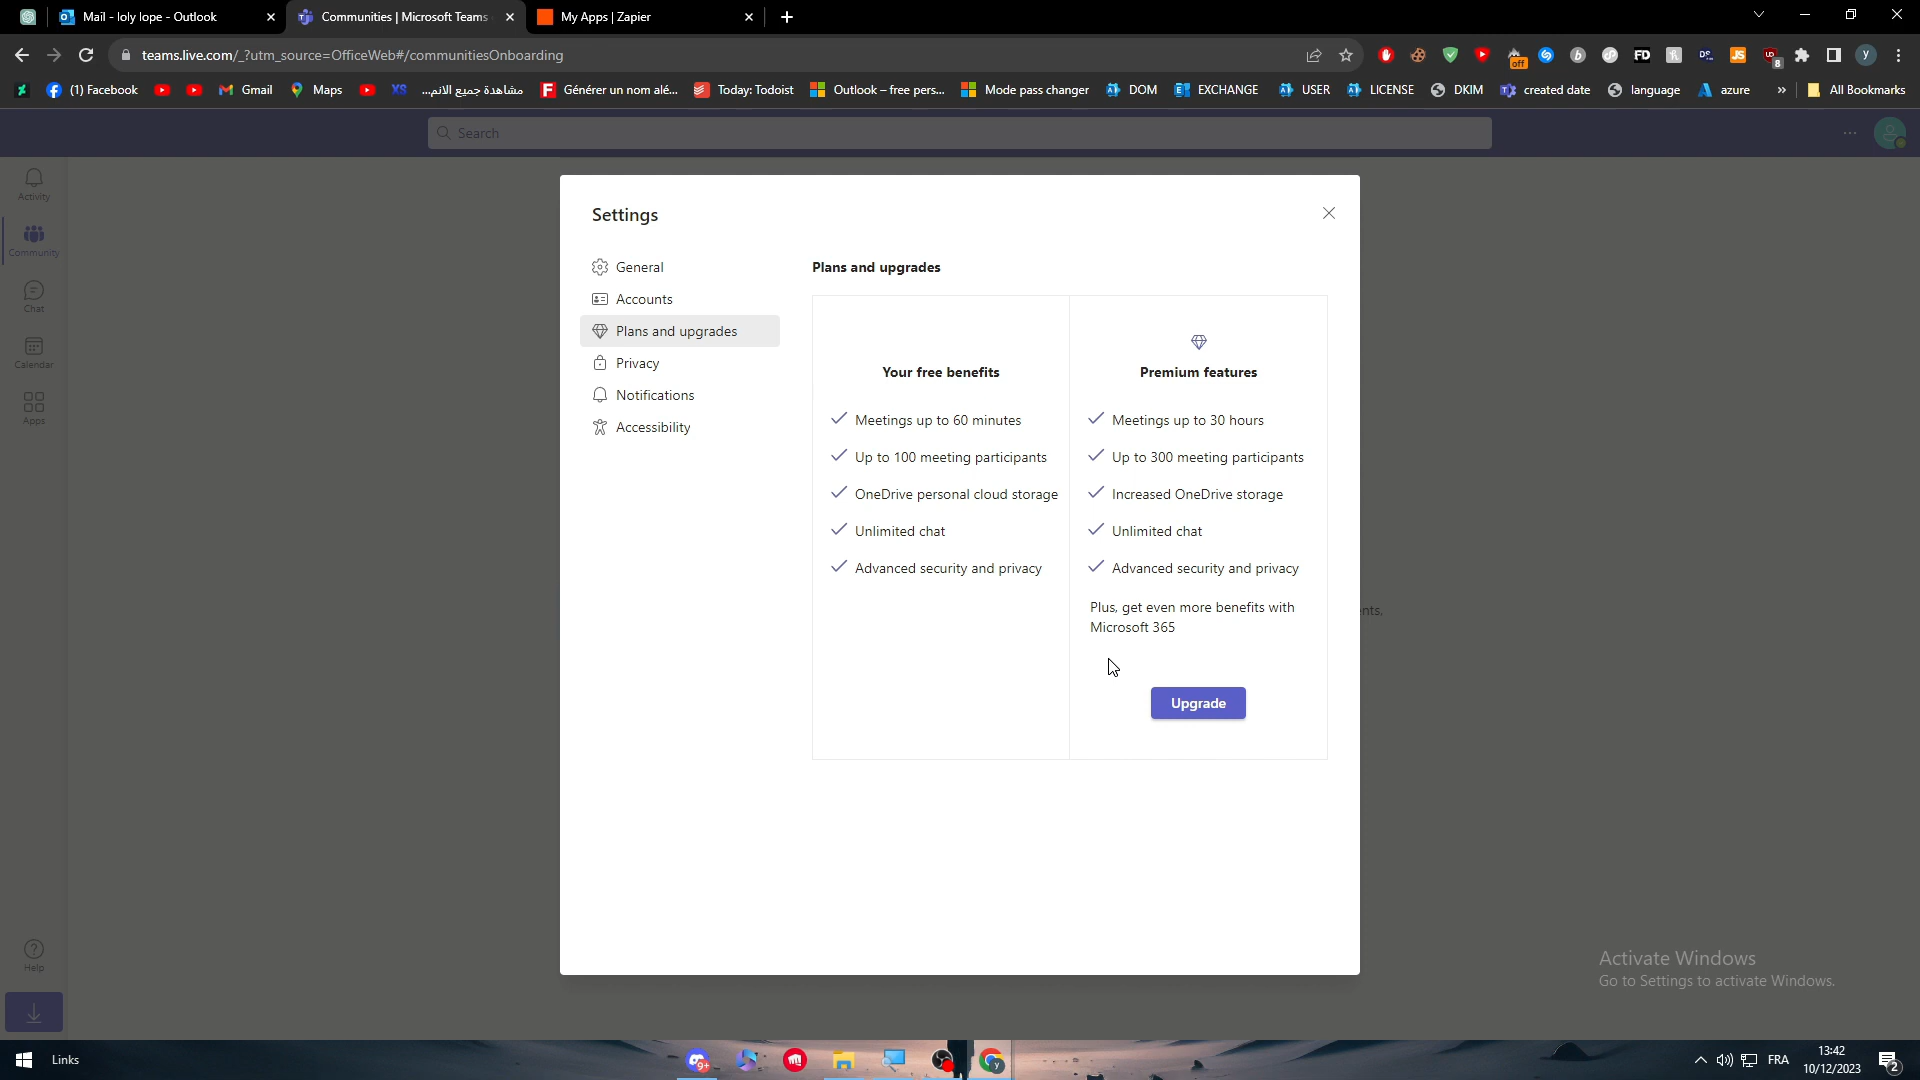 Mail - loly lope - Outlook
Communities | Microsoft Teams
My Apps | Zapier
teams.live.com/_?utm_source=OfficeWeb#/communitiesOnboarding
(1) Facebook
Gmail
Maps
XS
مشاهدة جميع الانم...
Générer un nom alé...
Today: Todoist
Outlook – free pers...
Mode pass changer
DOM
EXCHANGE
USER
LICENSE
DKIM
created date
language
azure
»
All Bookmarks
off
FD
JS
8
y
Search
Activity
Community
Chat
Calendar
Apps
Help
Settings
General
Accounts
Plans and upgrades
Privacy
Notifications
Accessibility
Plans and upgrades
Your free benefits
Meetings up to 60 minutes
Up to 100 meeting participants
OneDrive personal cloud storage
Unlimited chat
Advanced security and privacy
Premium features
Meetings up to 30 hours
Up to 300 meeting participants
Increased OneDrive storage
Unlimited chat
Advanced security and privacy
Plus, get even more benefits with
Microsoft 365
Upgrade
Activate Windows
Go to Settings to activate Windows.
Links
9+
FRA
13:42
10/12/2023
2